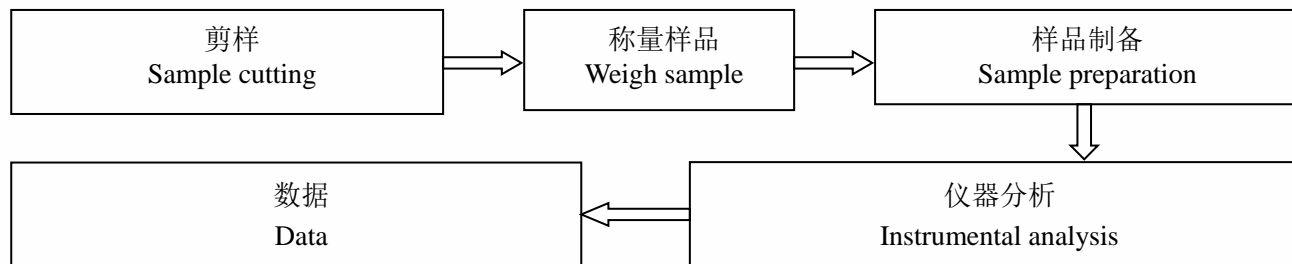 剪样
Sample cutting
称量样品
Weigh sample
样品制备
Sample preparation
仪器分析
Instrumental analysis
数据
Data